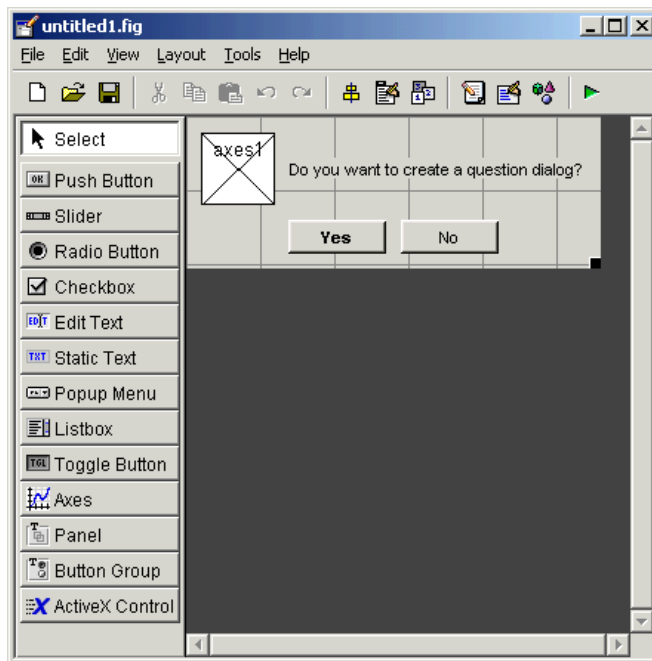 untitled1.fig
File Edit View Layout Tools Help
Select
axes1
Do you want to create a question dialog?
Push Button
Slider
Yes No
Radio Button
Checkbox
Edit Text
Static Text
Popup Menu
Listbox
Toggle Button
Axes
Panel
Button Group
ActiveX Control